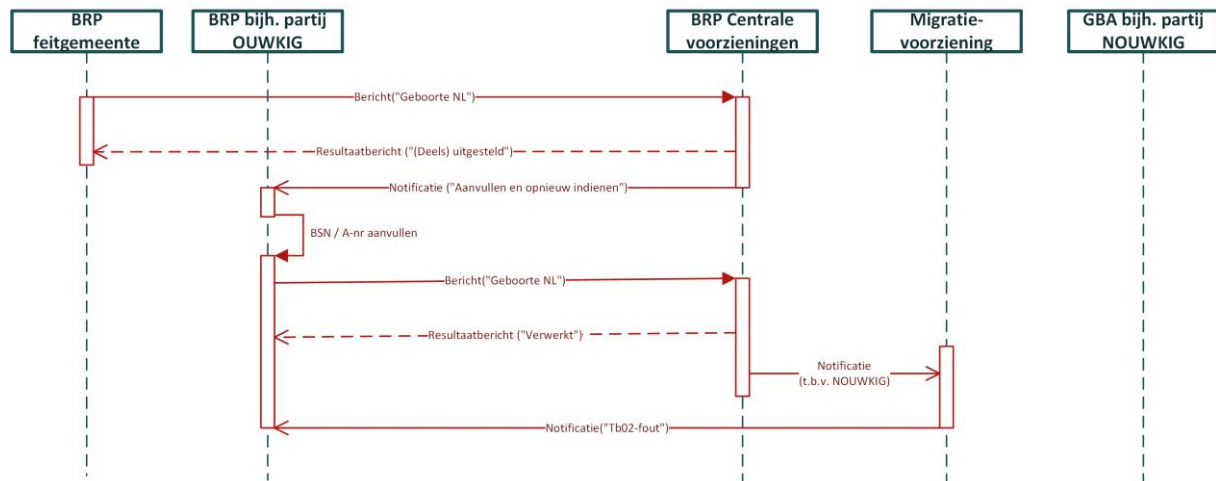 BRP
feitgemeente
BRP bijh. partij
OUWKIG
BRP Centrale
voorzieningen
Migratie-
voorziening
GBA bijh. partij
NOUWKIG
Bericht("Geboorte NL")
Resultaatbericht ("(Deels) uitgesteld")
Notificatie ("Aanvullen en opnieuw indienen")
BSN / A-nr aanvullen
Bericht("Geboorte NL")
Resultaatbericht ("Verwerkt")
Notificatie
(t.b.v. NOUWKIG)
Notificatie("Tb02-fout")